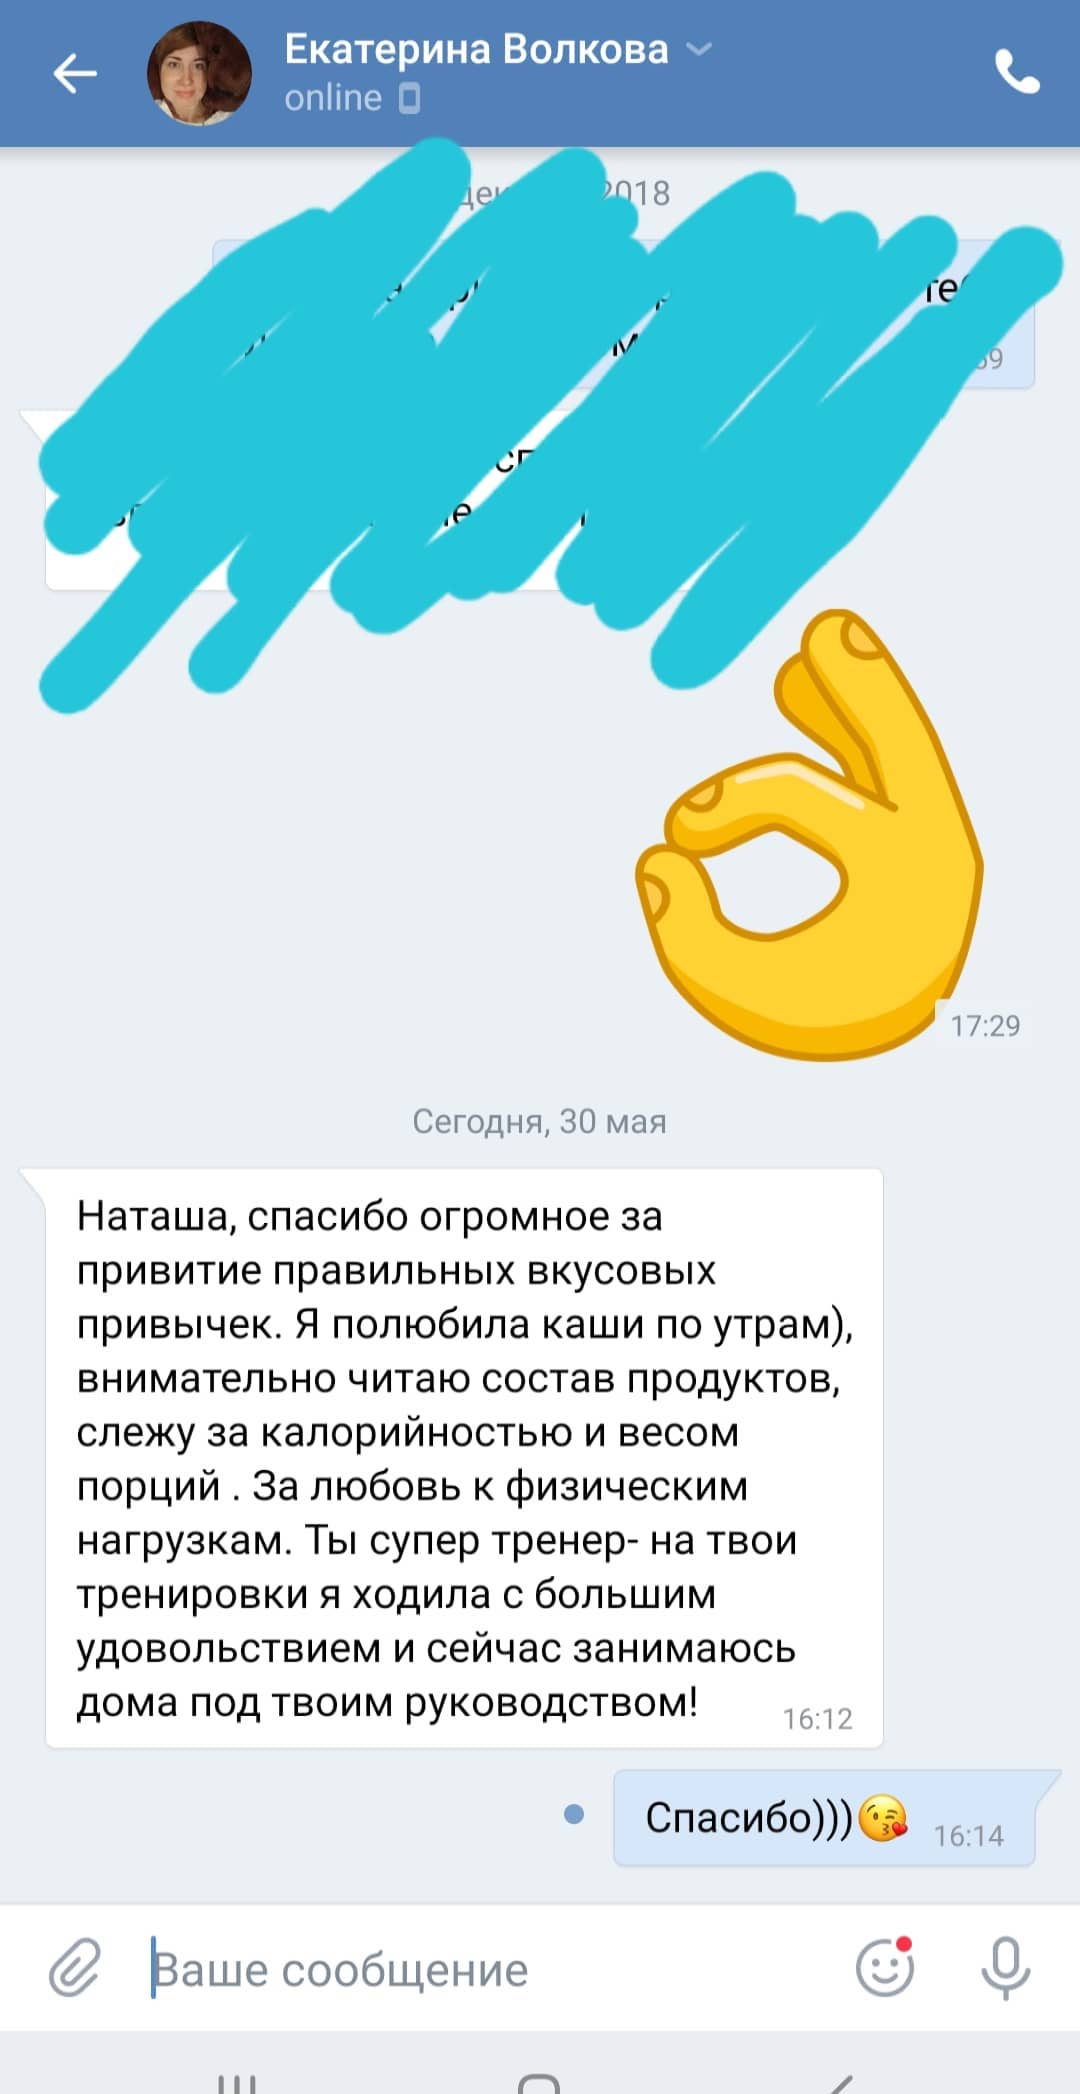 Екатерина Волкова
online
2018
17:29
Сегодня, 30 мая
Наташа, спасибо огромное за
привитие правильных вкусовых
привычек. Я полюбила каши по утрам),
внимательно читаю состав продуктов,
слежу за калорийностью и весом
порций . За любовь к физическим
нагрузкам. Ты супер тренер- на твои
тренировки я ходила с большим
удовольствием и сейчас занимаюсь
дома под твоим руководством!
16:12
Спасибо)))😘 16:14
Ваше сообщение